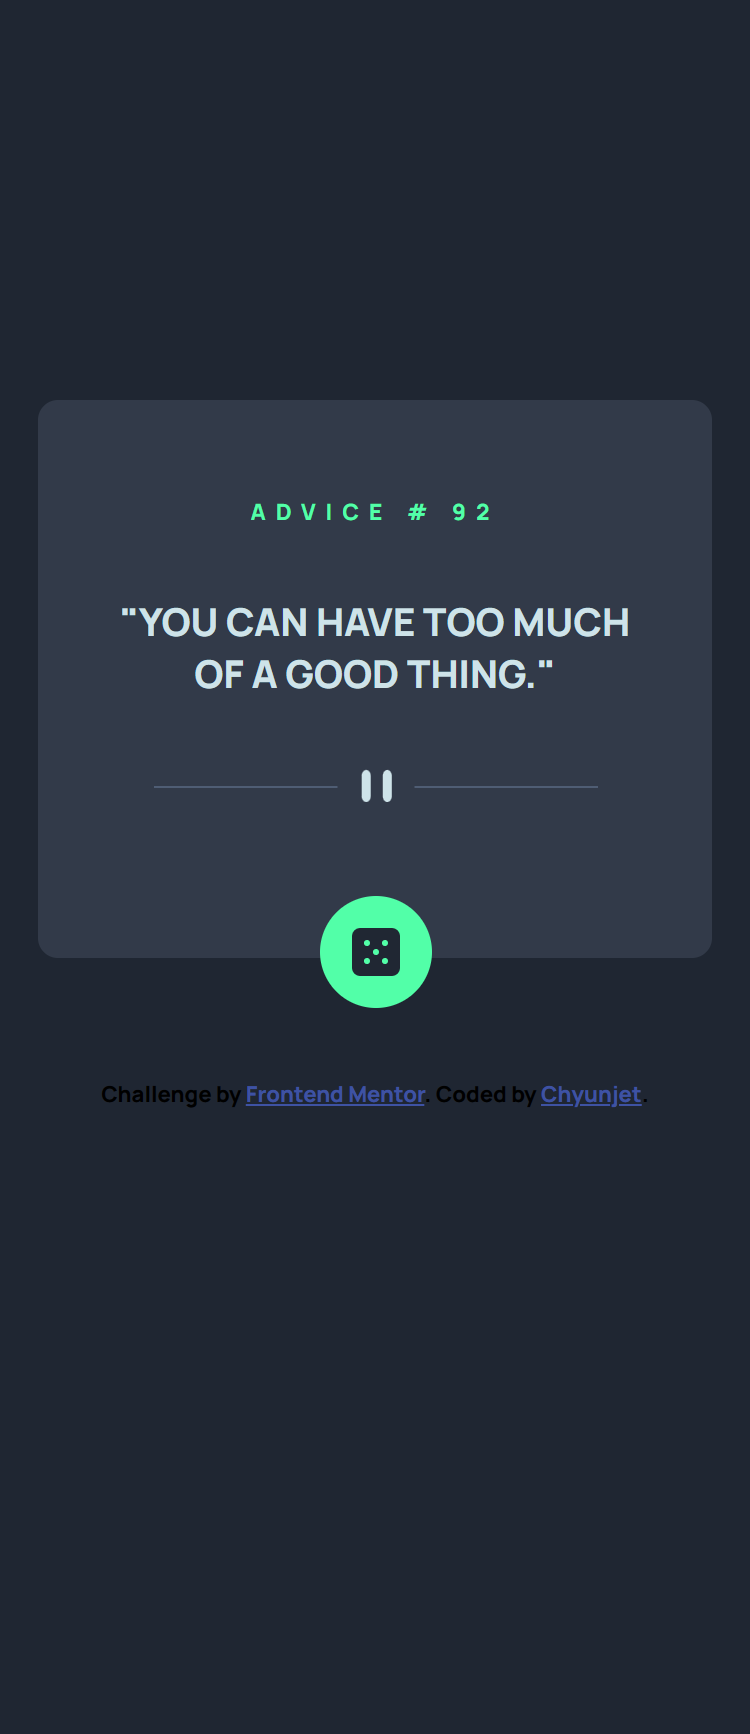 ADVICE # 92
"YOU CAN HAVE TOO MUCH
OF A GOOD THING."
Challenge by Frontend Mentor. Coded by Chyunjet.